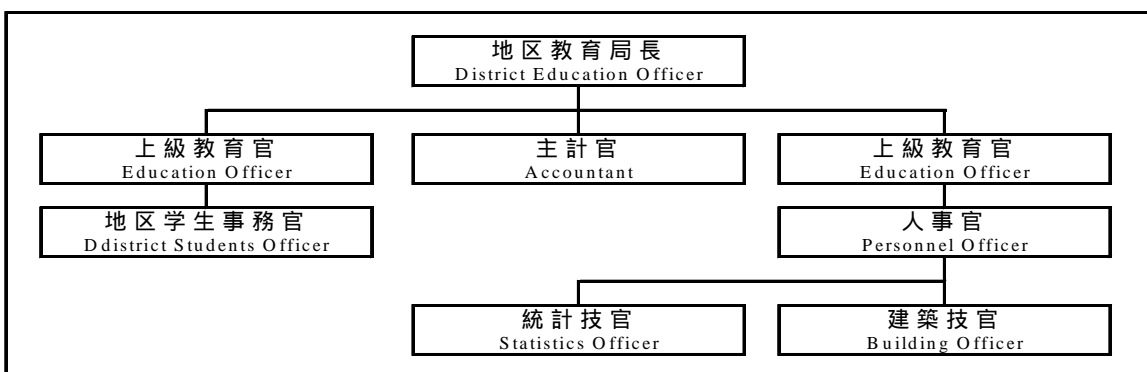 地区教育局長
District Education Officer
上級教育官
Education Officer
主計官
Accountant
上級教育官
Education Officer
地区学生事務官
Ddistrict Students Officer
人事官
Personnel Officer
統計技官
Statistics Officer
建築技官
Building Officer